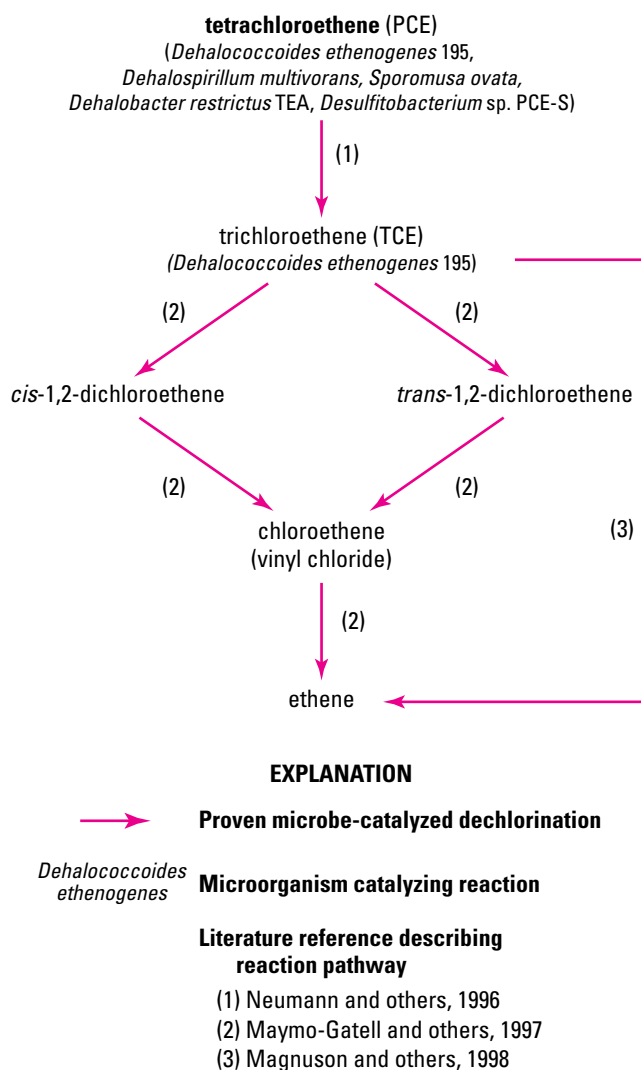 tetrachloroethene (PCE)
(Dehalococcoides ethenogenes 195,
Dehalospirillum multivorans, Sporomusa ovata,
Dehalobacter restrictus TEA, Desulfitobacterium sp. PCE-S)
(1)
trichloroethene (TCE)
(Dehalococcoides ethenogenes 195)
(2)
(2)
cis-1,2-dichloroethene
trans-1,2-dichloroethene
(2)
(2)
chloroethene
(vinyl chloride)
(3)
(2)
ethene
EXPLANATION
Proven microbe-catalyzed dechlorination
Dehalococcoides
ethenogenes
Microorganism catalyzing reaction
Literature reference describing
reaction pathway
(1) Neumann and others, 1996
(2) Maymo-Gatell and others, 1997
(3) Magnuson and others, 1998